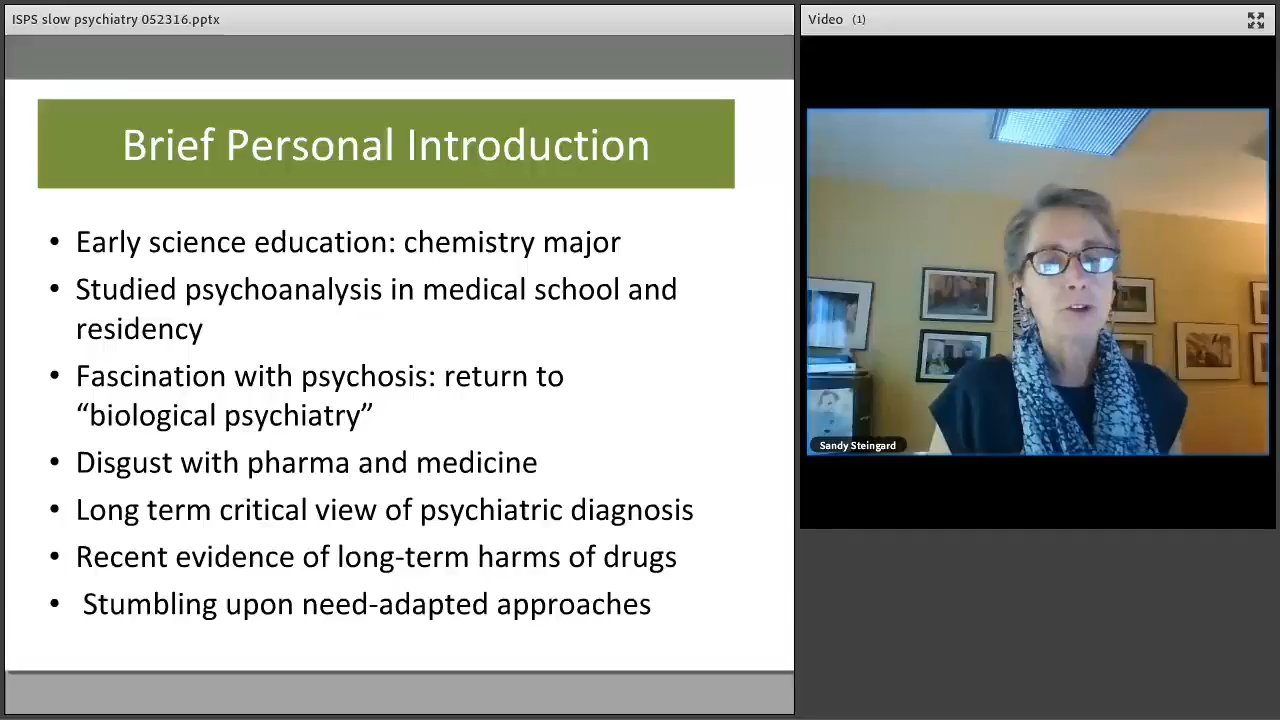 ISPS slow psychiatry 052316.pptx
Video (1)
Brief Personal Introduction
• Early science education: chemistry major
• Studied psychoanalysis in medical school and
residency
• Fascination with psychosis: return to
“biological psychiatry”
• Disgust with pharma and medicine
• Long term critical view of psychiatric diagnosis
• Recent evidence of long-term harms of drugs
• Stumbling upon need-adapted approaches
Sandy Steingard